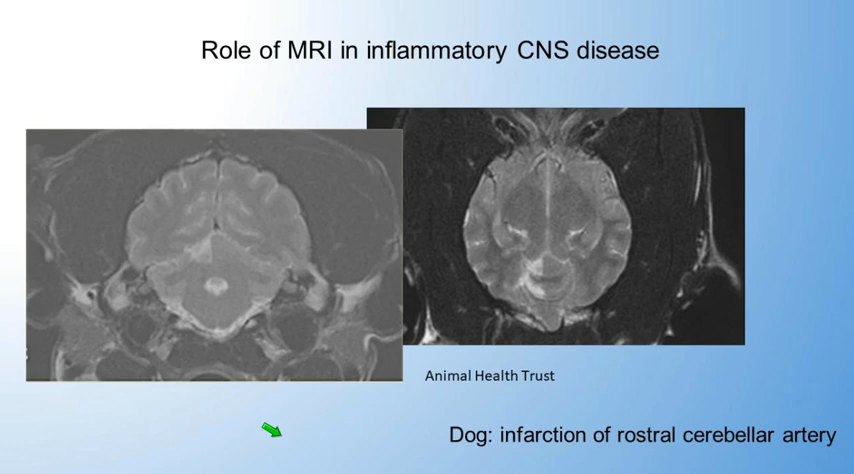 Role of MRI in inflammatory CNS disease
Animal Health Trust
Dog: infarction of rostral cerebellar artery